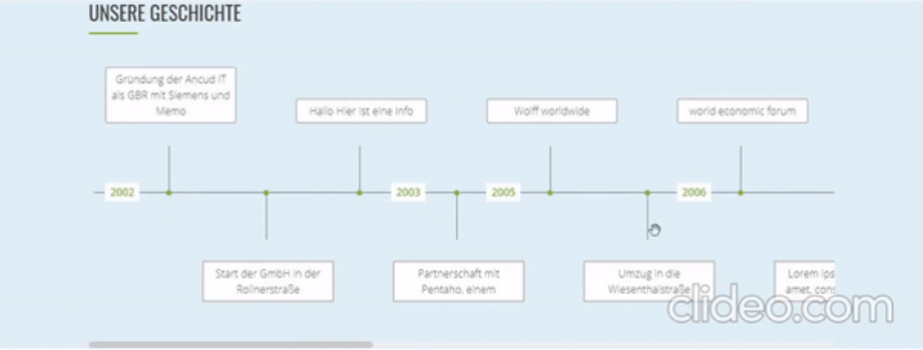 UNSERE GESCHICHTE
Gründung der Ancud IT
als GBR mit Siemens und
Memo
Hallo Hier ist eine Info
Wolff worldwide
world economic forum
2002
2003
2005
2006
Start der GmbH in der
Rollnerstraße
Partnerschaft mit
Pentaho, einem
Umzug in die
Wiesenthalstraße
Lorem ips
amet, cons
clideo.com